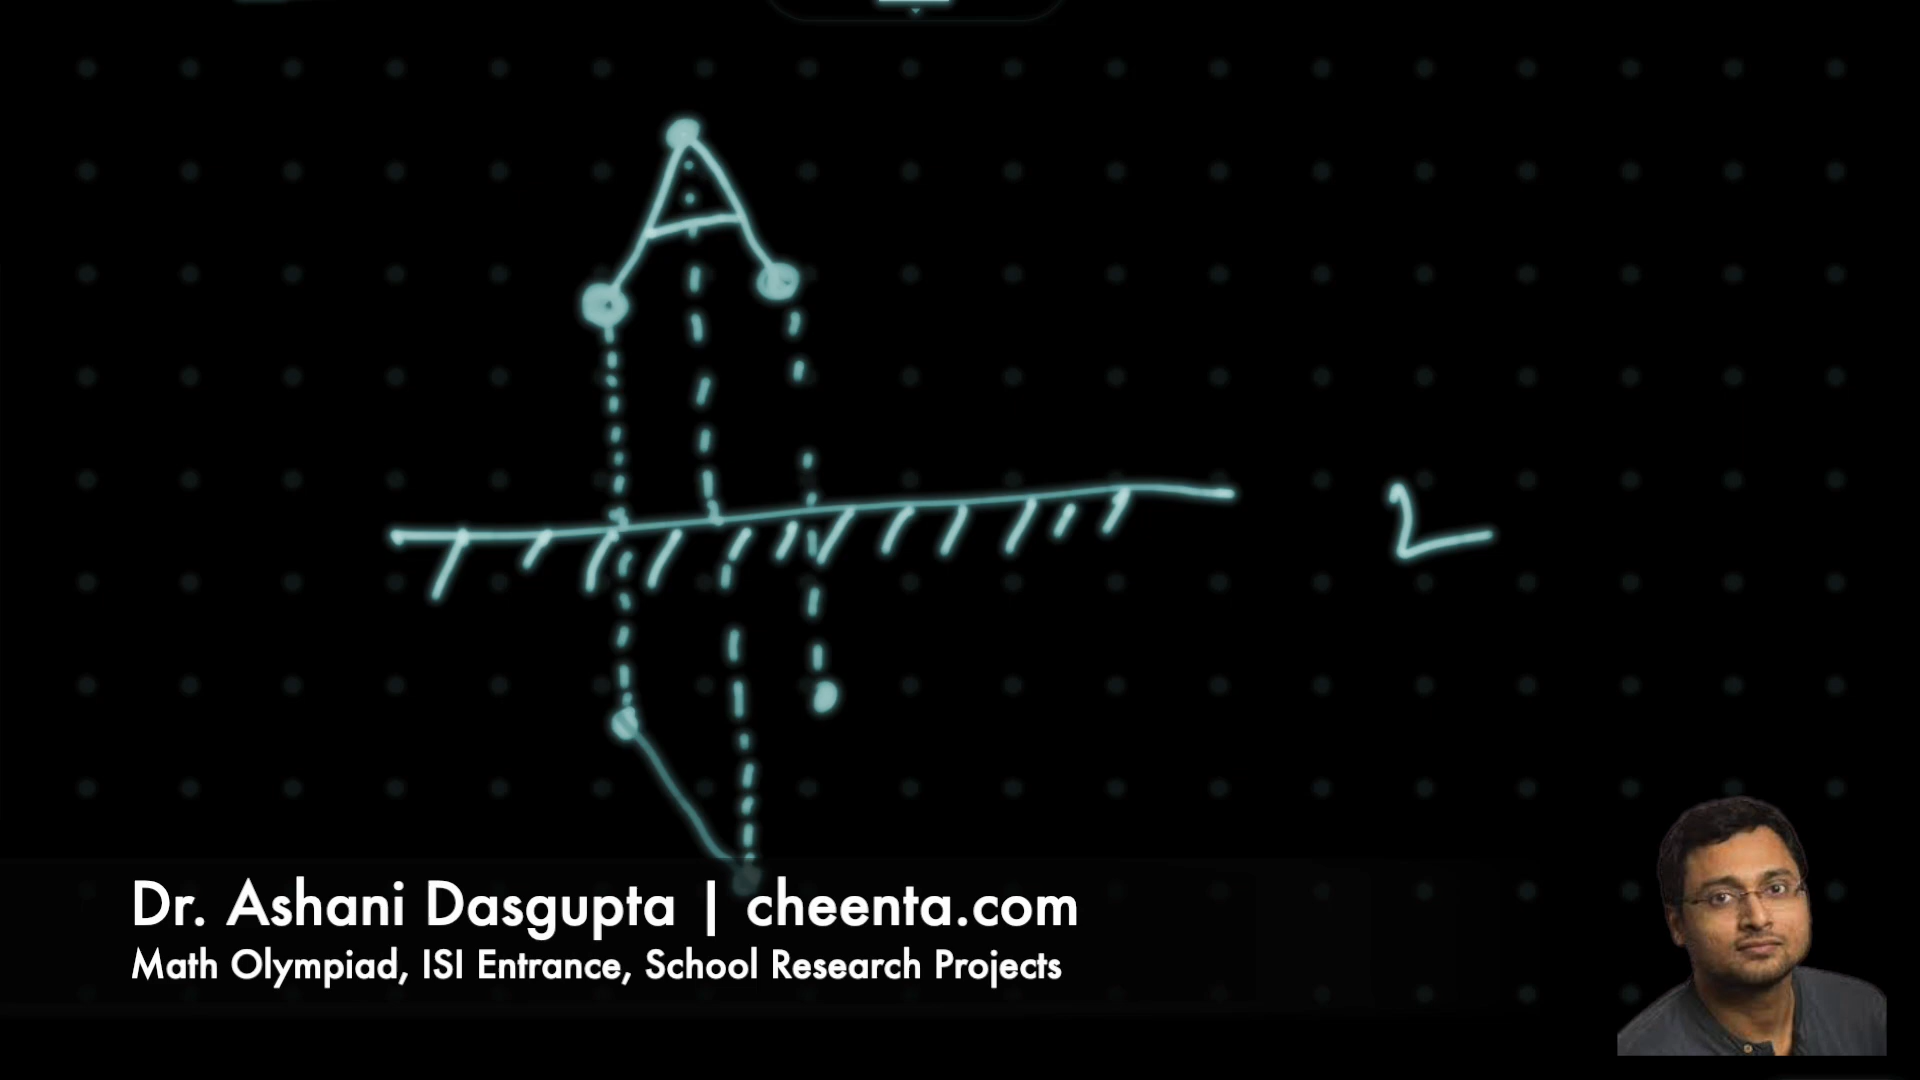 A
L
Dr. Ashani Dasgupta | cheenta.com
Math Olympiad, ISI Entrance, School Research Projects